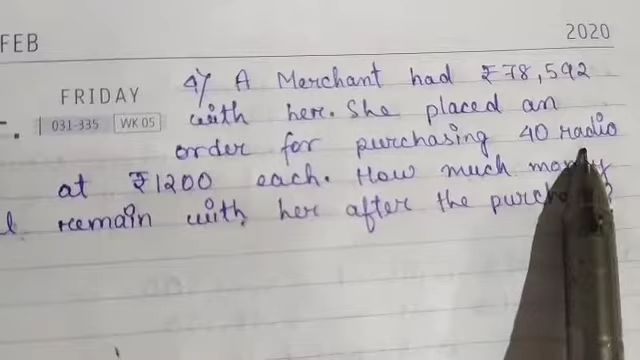 FEB
2020
FRIDAY
031-335 WK 05
4) A Merchant had ₹78,592
with her. She placed an
order for purchasing 40 radio
at ₹1200 each. How much money
remain with her after the